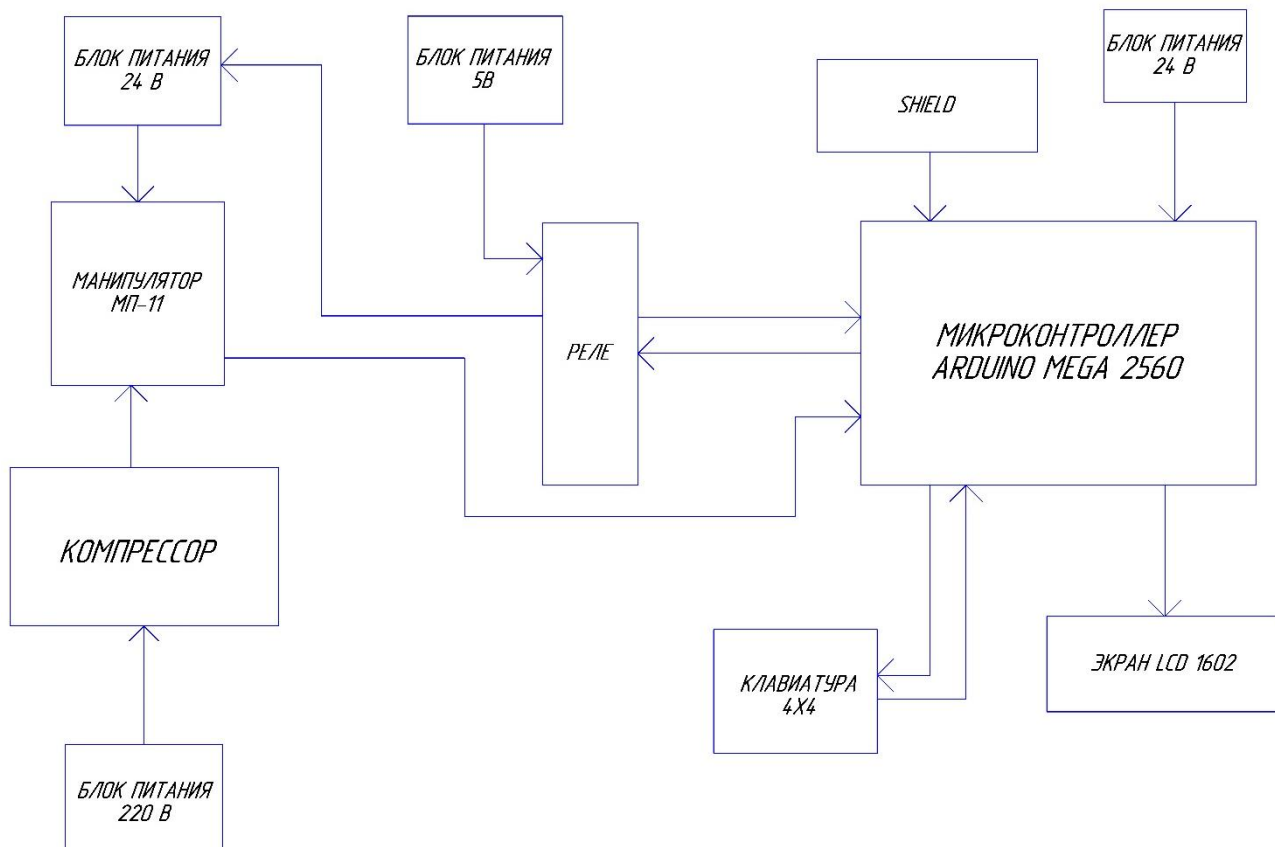 БЛОК ПИТАНИЯ
24 В
БЛОК ПИТАНИЯ
5В
SHIELD
БЛОК ПИТАНИЯ
24 В
МАНИПУЛЯТОР
МП-11
РЕЛЕ
МИКРОКОНТРОЛЛЕР
ARDUINO MEGA 2560
КОМПРЕССОР
КЛАВИАТУРА
4X4
ЭКРАН LCD 1602
БЛОК ПИТАНИЯ
220 В